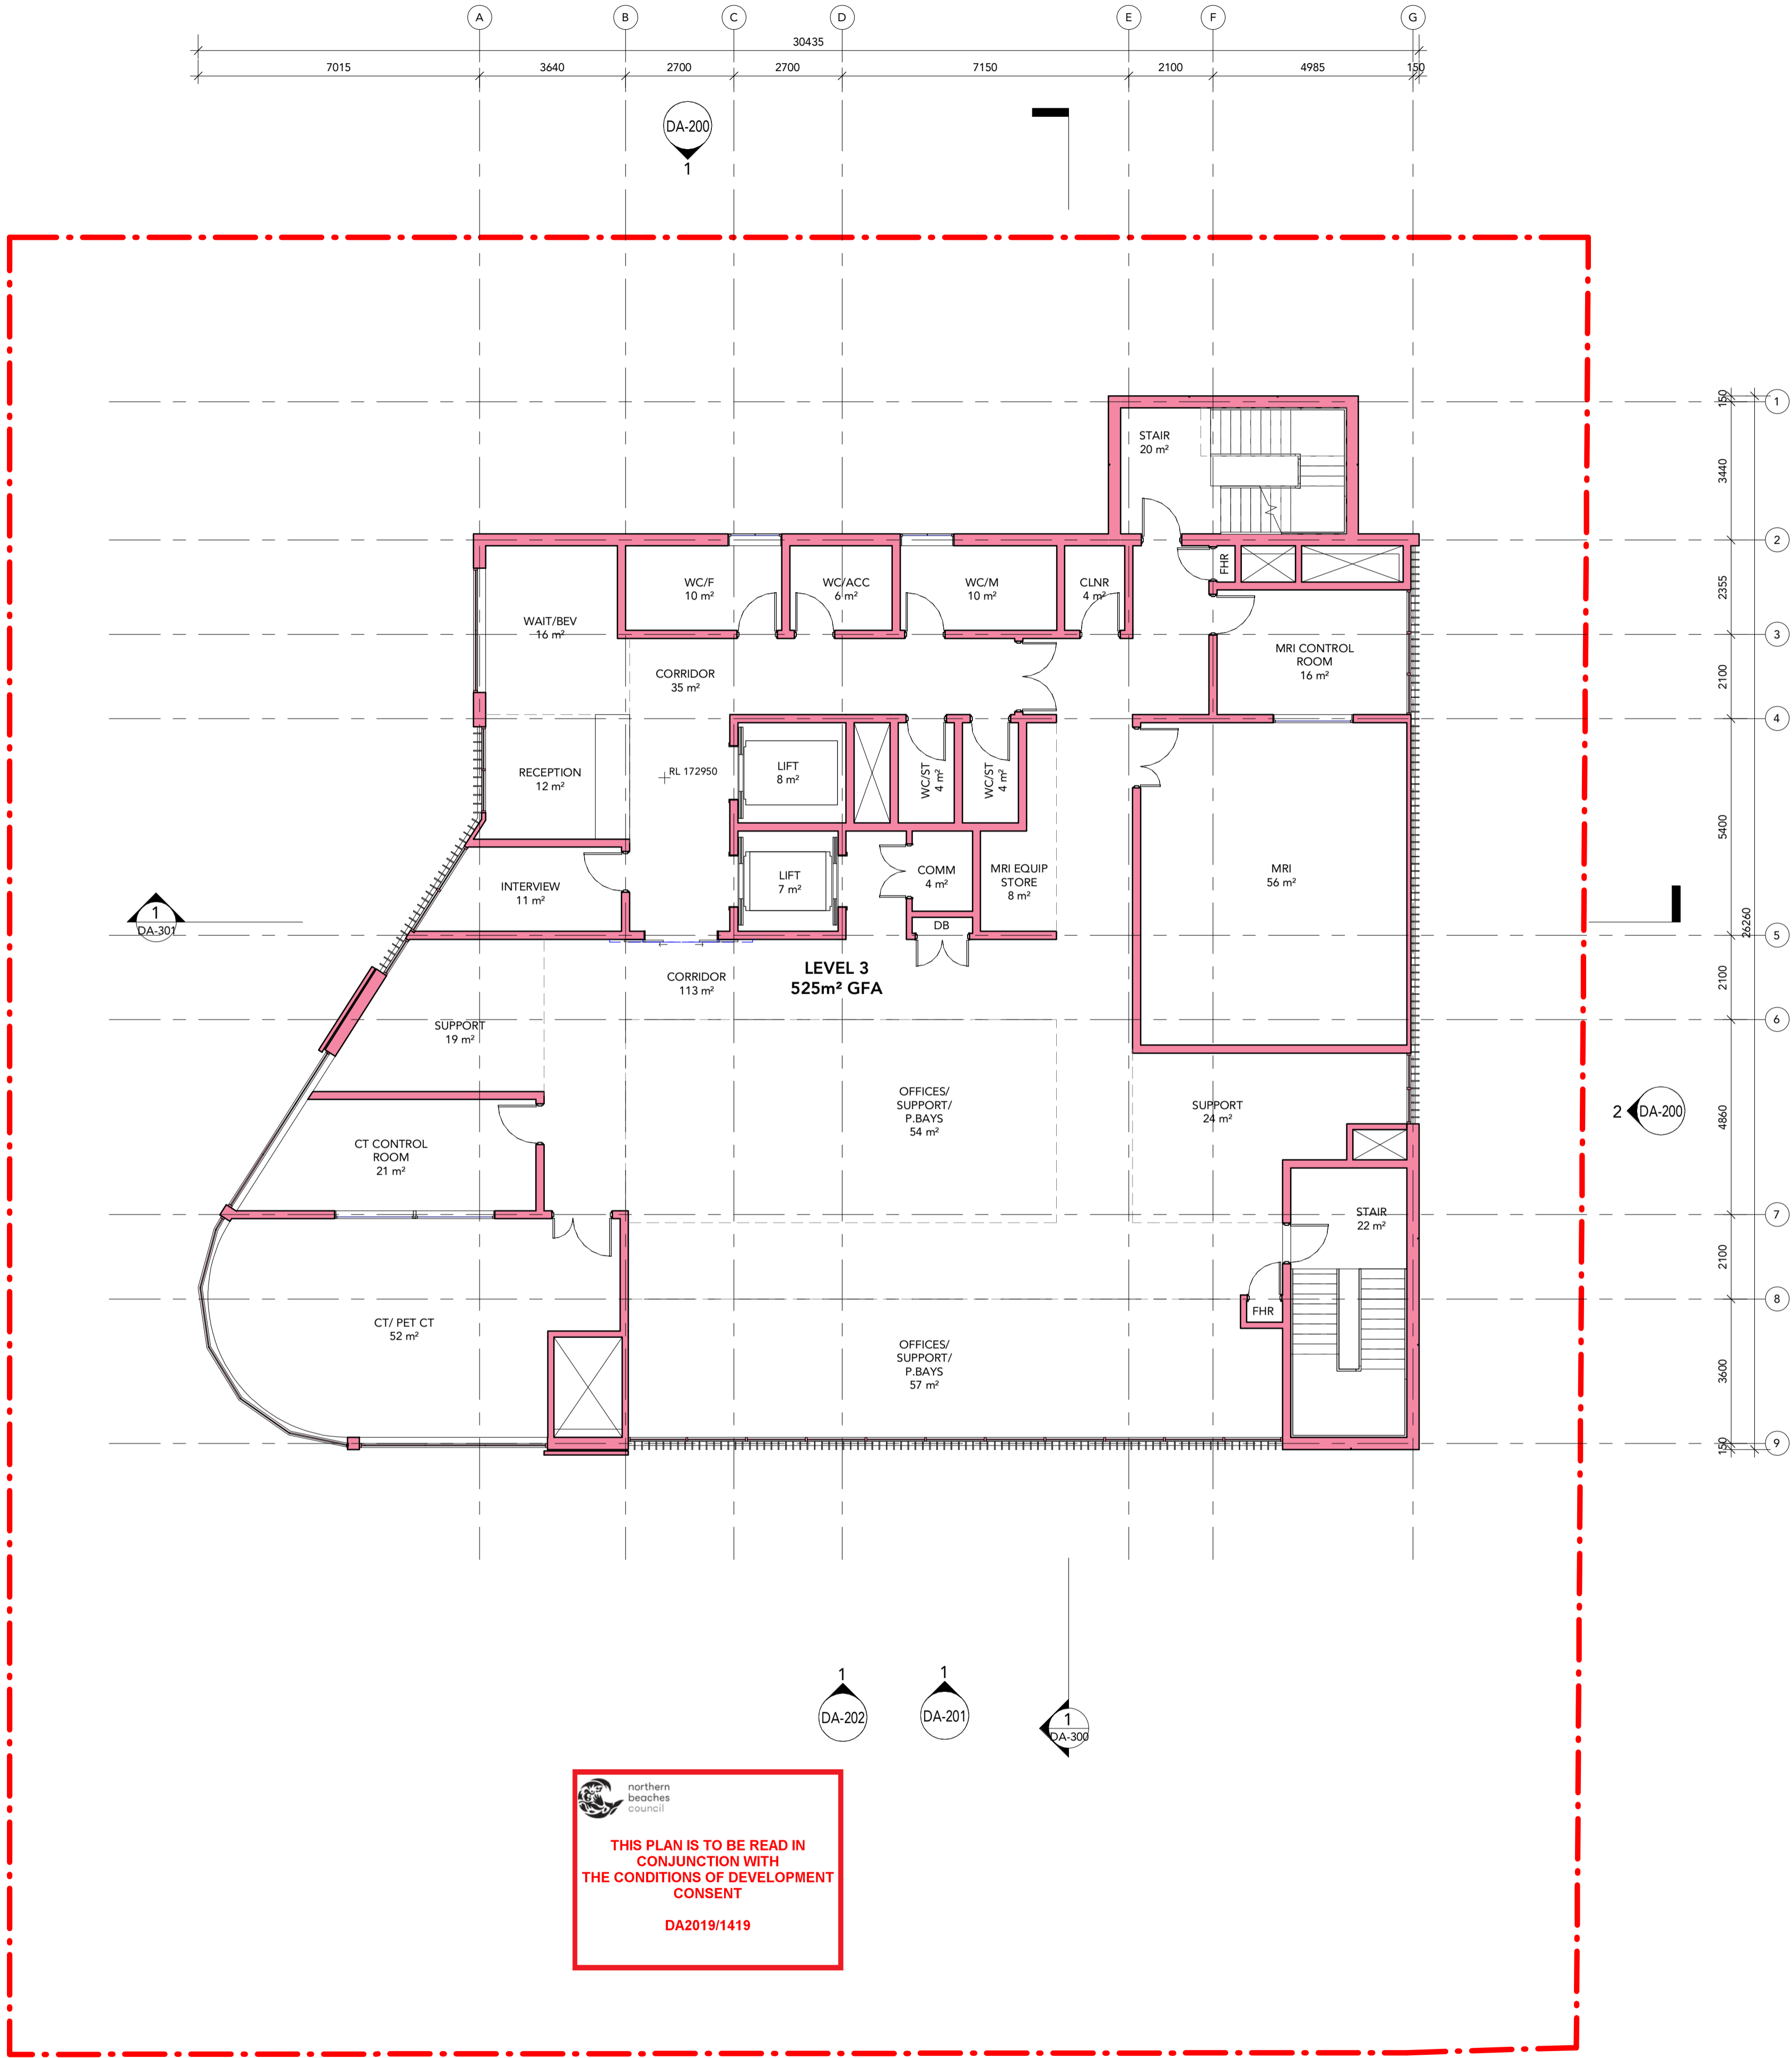 A
B
C
D
E
F
G
30435
7015
3640
2700
2700
7150
2100
4985
150
DA-200
1
150
1
3440
2
2355
3
2100
4
5400
26260
5
2100
6
4860
7
2100
8
3600
150
9
STAIR
20 m²
FHR
WC/F
10 m²
WC/ACC
6 m²
WC/M
10 m²
CLNR
4 m²
WAIT/BEV
16 m²
MRI CONTROL
ROOM
16 m²
CORRIDOR
35 m²
RECEPTION
12 m²
RL 172950
LIFT
8 m²
WC/ST
4 m²
WC/ST
4 m²
INTERVIEW
11 m²
LIFT
7 m²
COMM
4 m²
MRI EQUIP
STORE
8 m²
MRI
56 m²
DB
1
DA-301
CORRIDOR
113 m²
LEVEL 3
525m² GFA
SUPPORT
19 m²
OFFICES/
SUPPORT/
P.BAYS
54 m²
SUPPORT
24 m²
2
DA-200
CT CONTROL
ROOM
21 m²
STAIR
22 m²
FHR
CT/ PET CT
52 m²
OFFICES/
SUPPORT/
P.BAYS
57 m²
1
DA-202
1
DA-201
1
DA-300
northern
beaches
council
THIS PLAN IS TO BE READ IN
CONJUNCTION WITH
THE CONDITIONS OF DEVELOPMENT
CONSENT
DA2019/1419